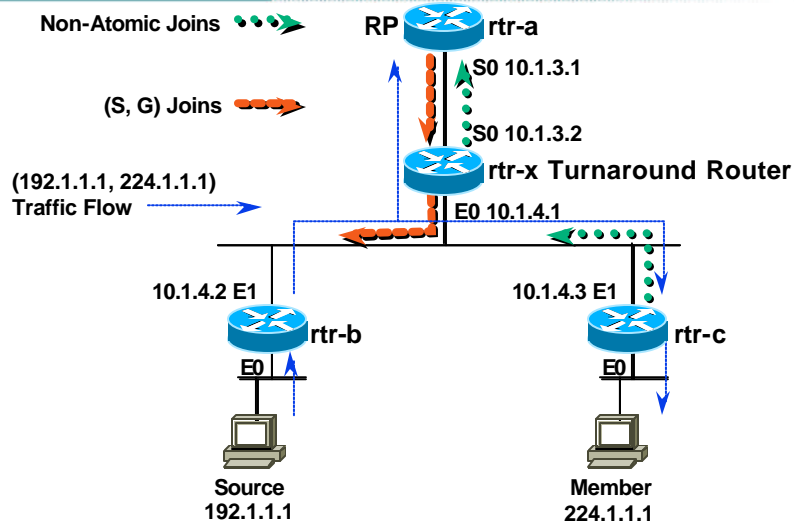 Non-Atomic Joins
RP
rtr-a
S0 10.1.3.1
(S, G) Joins
S0 10.1.3.2
rtr-x Turnaround Router
(192.1.1.1, 224.1.1.1)
Traffic Flow
E0 10.1.4.1
10.1.4.2 E1
10.1.4.3 E1
rtr-b
rtr-c
E0
E0
Source
192.1.1.1
Member
224.1.1.1